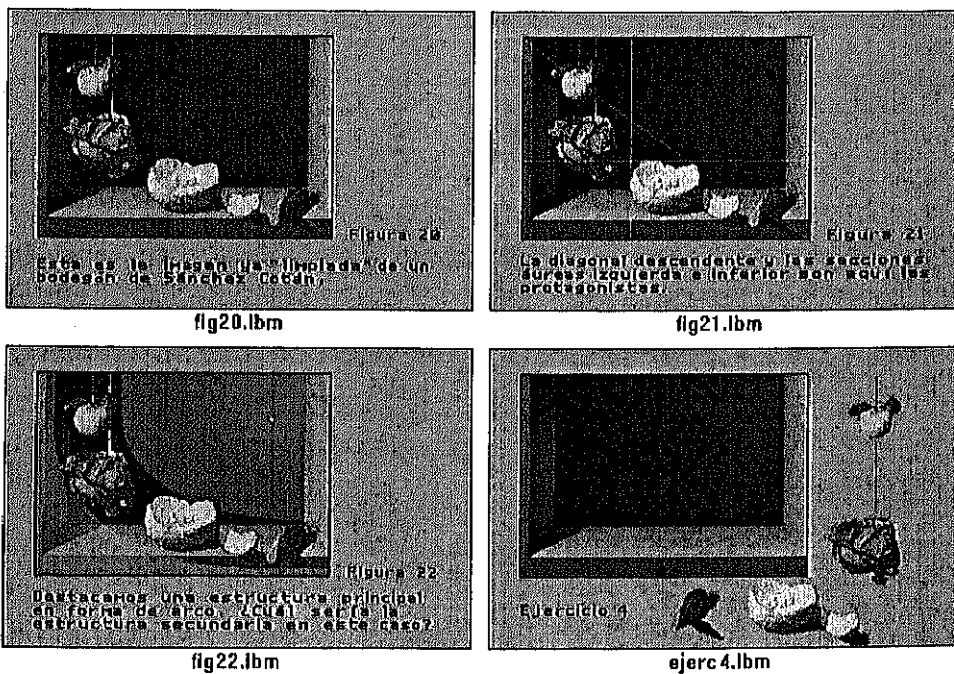 Figura 20
Esta es la imagen ya "limpiada" de un
bodegón de Sánchez Cotán.
fig20.lbm
Figura 21
La diagonal descendente y las secciones
áureas izquierda e inferior son aquí las
protagonistas.
fig21.lbm
Figura 22
Destacamos una estructura principal
en forma de arco. ¿Cuál sería la
estructura secundaria en este caso?
fig22.lbm
Ejercicio 4
ejerc4.lbm